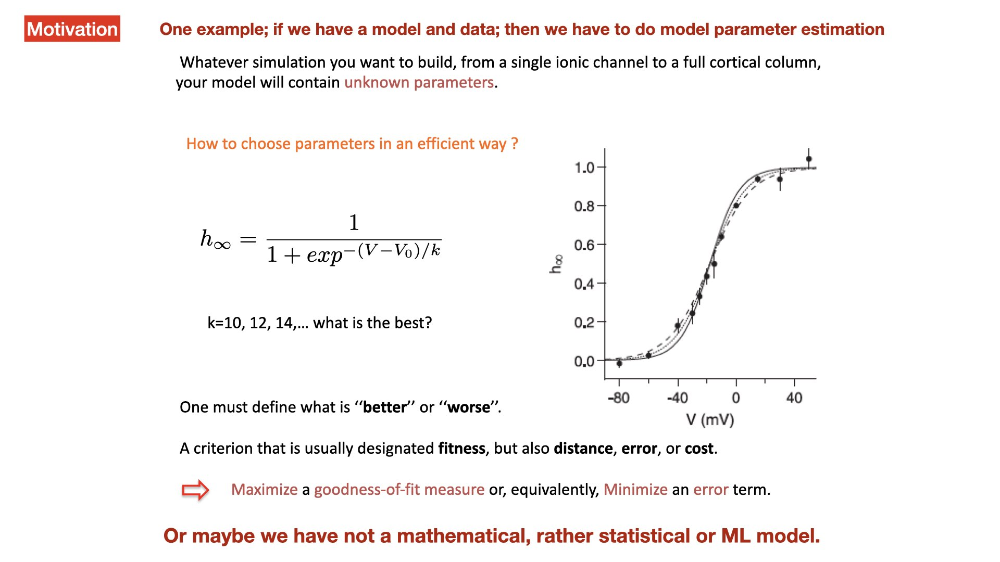 Motivation
One example; if we have a model and data; then we have to do model parameter estimation
Whatever simulation you want to build, from a single ionic channel to a full cortical column,
your model will contain unknown parameters.
How to choose parameters in an efficient way ?
h∞ = 1 / (1 + exp^{-(V-V₀)/k})
k=10, 12, 14,... what is the best?
1.0
0.8
0.6
0.4
0.2
0.0
h∞
-80 -40 0 40
V (mV)
One must define what is ‘‘better’’ or ‘‘worse’’.
A criterion that is usually designated fitness, but also distance, error, or cost.
Maximize a goodness-of-fit measure or, equivalently, Minimize an error term.
Or maybe we have not a mathematical, rather statistical or ML model.